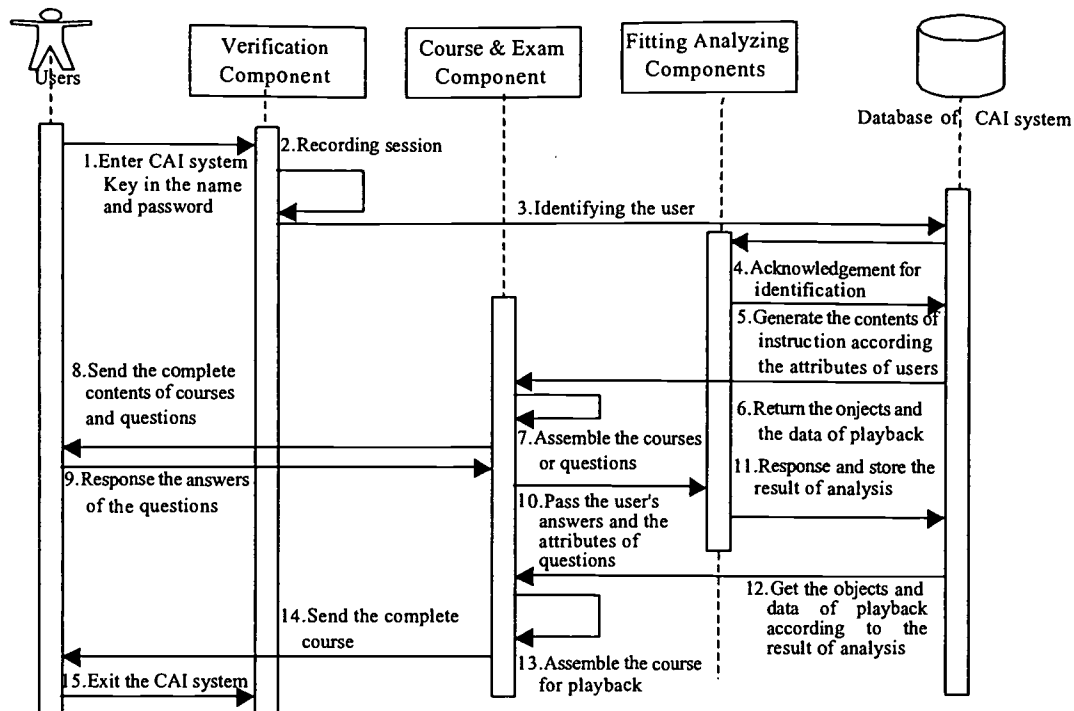 Users
Verification
Component
Course & Exam
Component
Fitting Analyzing
Components
Database of CAI system
1.Enter CAI system
Key in the name
and password
2.Recording session
3.Identifying the user
4.Acknowledgement for
identification
5.Generate the contents of
instruction according
the attributes of users
6.Return the onjects and
the data of playback
7.Assemble the courses
or questions
8.Send the complete
contents of courses
and questions
9.Response the answers
of the questions
10.Pass the user's
answers and the
attributes of
questions
11.Response and store the
result of analysis
12.Get the objects and
data of playback
according to the
result of analysis
13.Assemble the course
for playback
14.Send the complete
course
15.Exit the CAI system